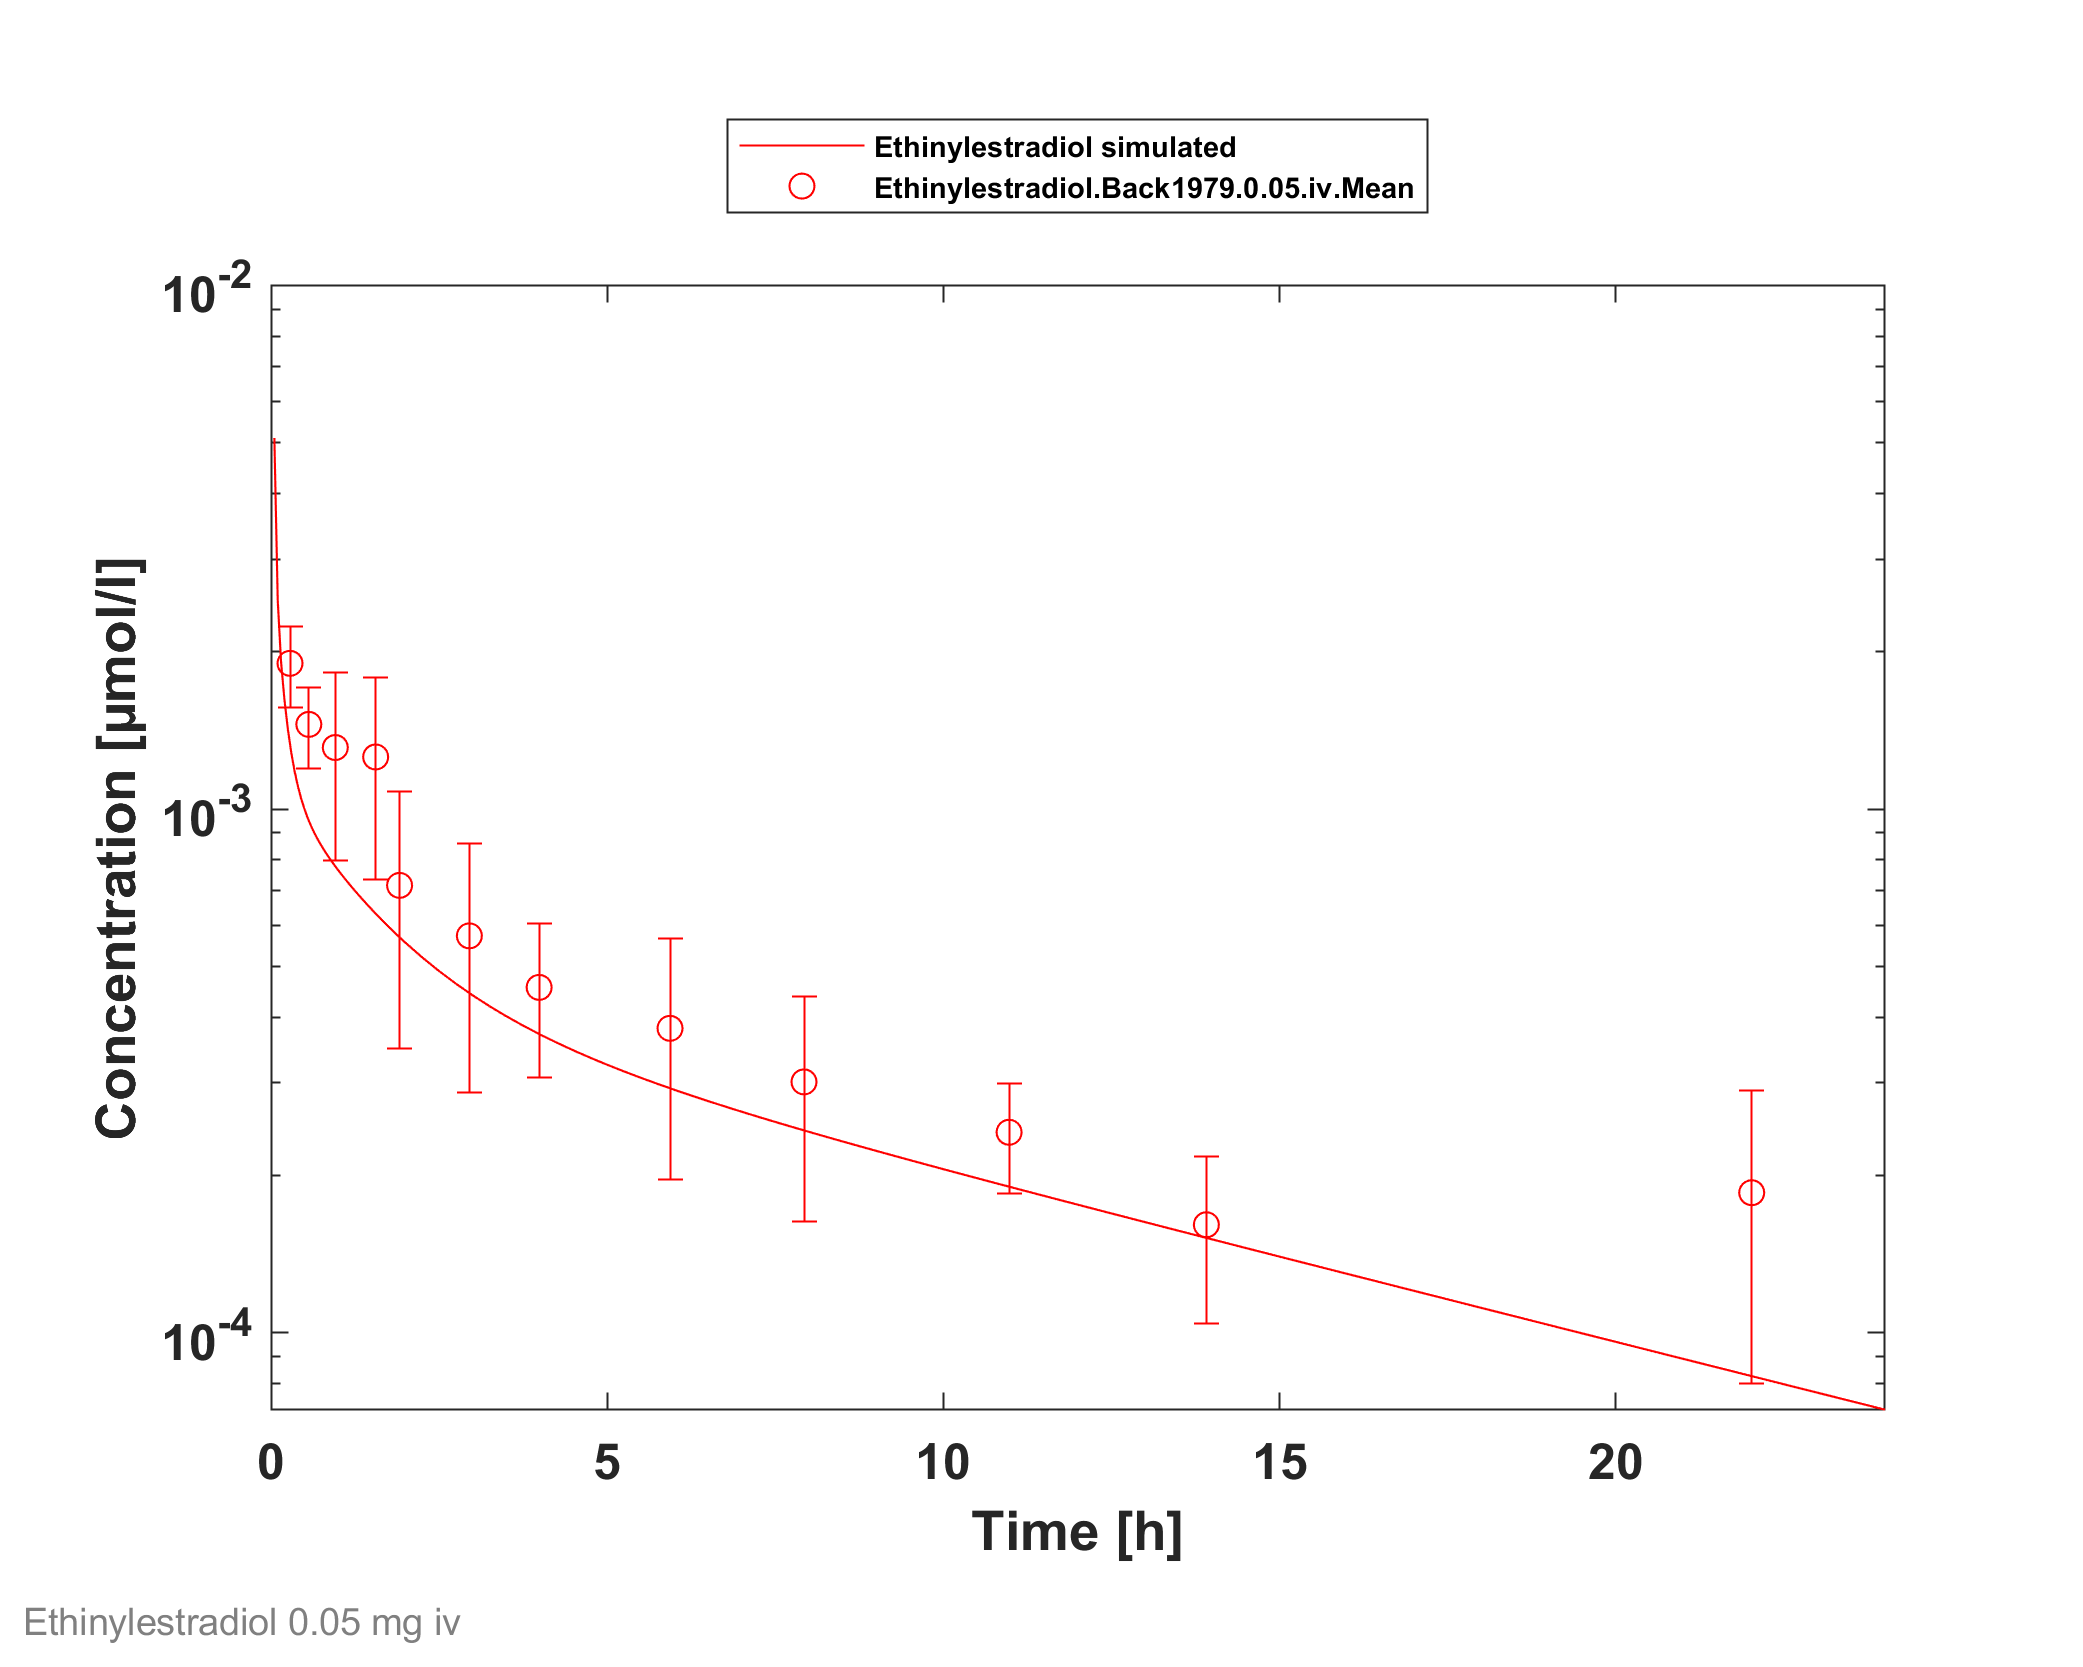 Ethinylestradiol simulated
Ethinylestradiol.Back1979.0.05.iv.Mean
10-2
10-3
10-4
Concentration [µmol/l]
0 5 10 15 20
Time [h]
Ethinylestradiol 0.05 mg iv